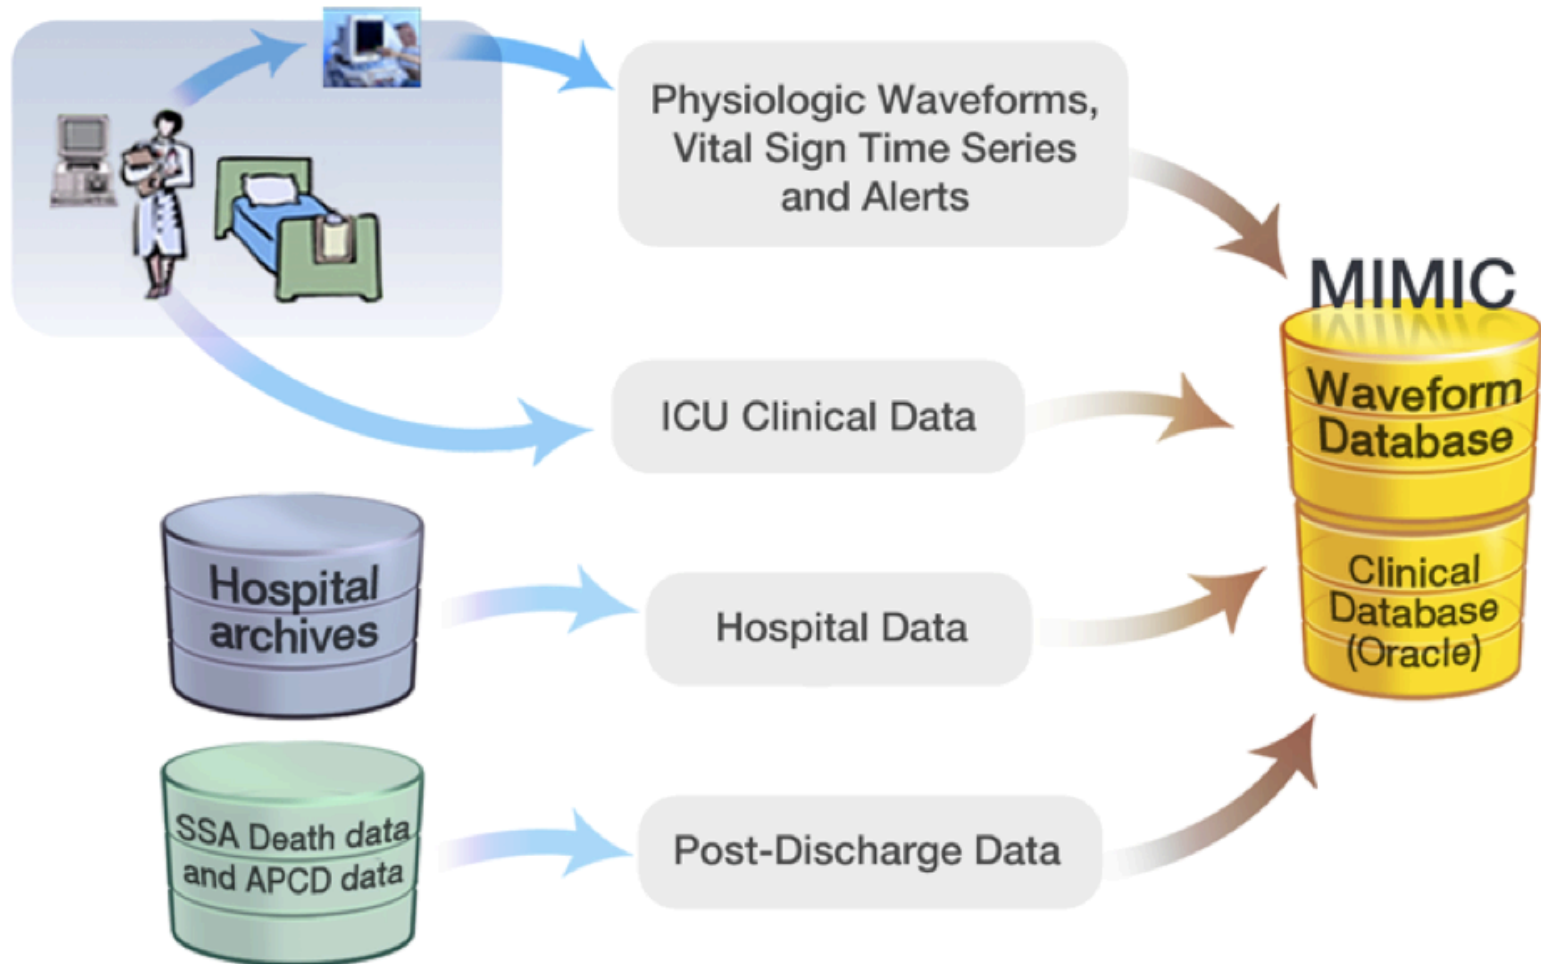 Physiologic Waveforms,
Vital Sign Time Series
and Alerts
MIMIC
Waveform
Database
ICU Clinical Data
Hospital
archives
Hospital Data
Clinical
Database
(Oracle)
SSA Death data
and APCD data
Post-Discharge Data